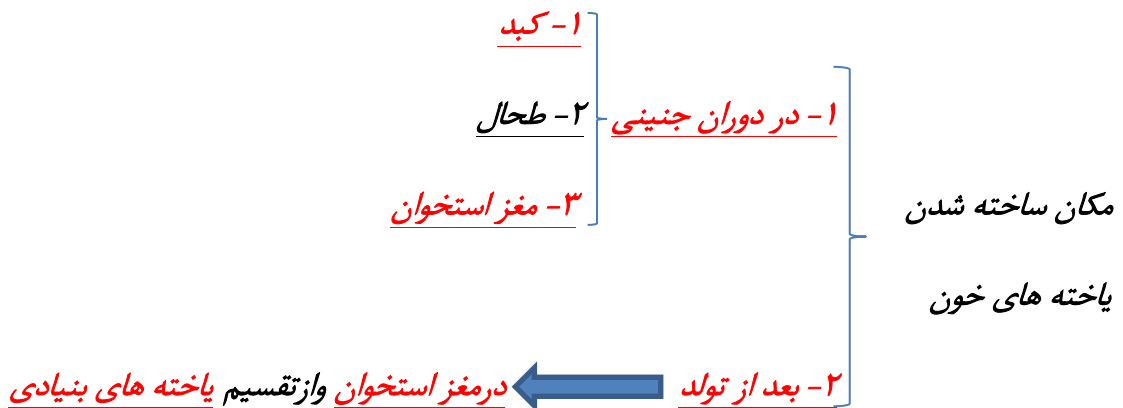 ۱- کبد
۱- در دوران جنینی
۲- طحال
۳- مغز استخوان
مکان ساخته شدن
یاخته های خون
۲- بعد از تولد
درمغز استخوان وازتقسیم یاخته های بنیادی